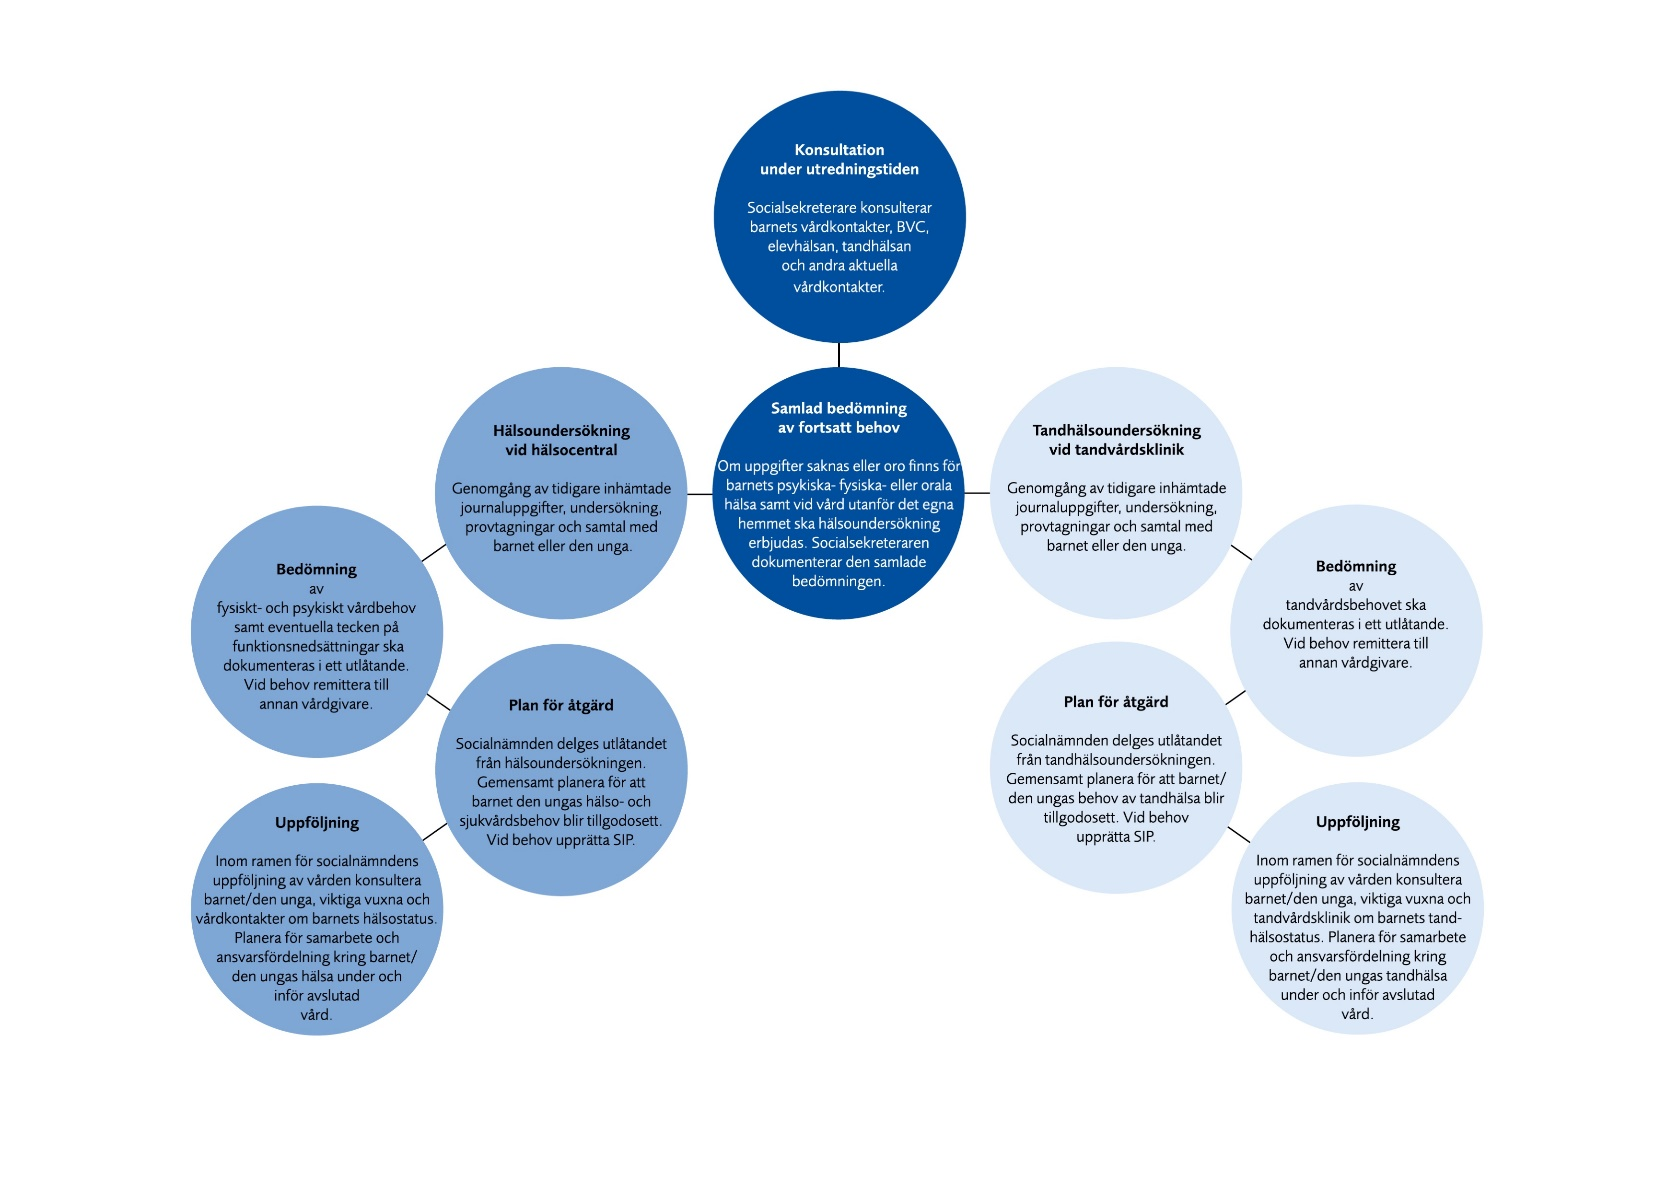 Konsultation
under utredningstiden
Socialsekreterare konsulterar
barnets vårdkontakter, BVC,
elevhälsan, tandhälsan
och andra aktuella
vårdkontakter.
Samlad bedömning
av fortsatt behov
Om uppgifter saknas eller oro finns för
barnets psykiska- fysiska- eller orala
hälsa samt vid vård utanför det egna
hemmet ska hälsoundersökning
erbjudas. Socialsekreteraren
dokumenterar den samlade
bedömningen.
Hälsoundersökning
vid hälsocentral
Genomgång av tidigare inhämtade
journaluppgifter, undersökning,
provtagningar och samtal med
barnet eller den unga.
Bedömning
av
fysiskt- och psykiskt vårdbehov
samt eventuella tecken på
funktionsnedsättningar ska
dokumenteras i ett utlåtande.
Vid behov remittera till
annan vårdgivare.
Plan för åtgärd
Socialnämnden delges utlåtandet
från hälsoundersökningen.
Gemensamt planera för att
barnet den ungas hälso- och
sjukvårdsbehov blir tillgodosett.
Vid behov upprätta SIP.
Uppföljning
Inom ramen för socialnämndens
uppföljning av vården konsultera
barnet/den unga, viktiga vuxna och
vårdkontakter om barnets hälsostatus.
Planera för samarbete och
ansvarsfördelning kring barnet/
den ungas hälsa under och
inför avslutad
vård.
Tandhälsoundersökning
vid tandvårdsklinik
Genomgång av tidigare inhämtade
journaluppgifter, undersökning,
provtagningar och samtal med
barnet eller den unga.
Bedömning
av
tandvårdsbehovet ska
dokumenteras i ett utlåtande.
Vid behov remittera till
annan vårdgivare.
Plan för åtgärd
Socialnämnden delges utlåtandet
från tandhälsoundersökningen.
Gemensamt planera för att barnet/
den ungas behov av tandhälsa blir
tillgodosett. Vid behov
upprätta SIP.
Uppföljning
Inom ramen för socialnämndens
uppföljning av vården konsultera
barnet/den unga, viktiga vuxna och
tandvårdsklinik om barnets tand-
hälsostatus. Planera för samarbete
och ansvarsfördelning kring
barnet/den ungas tandhälsa
under och inför avslutad
vård.